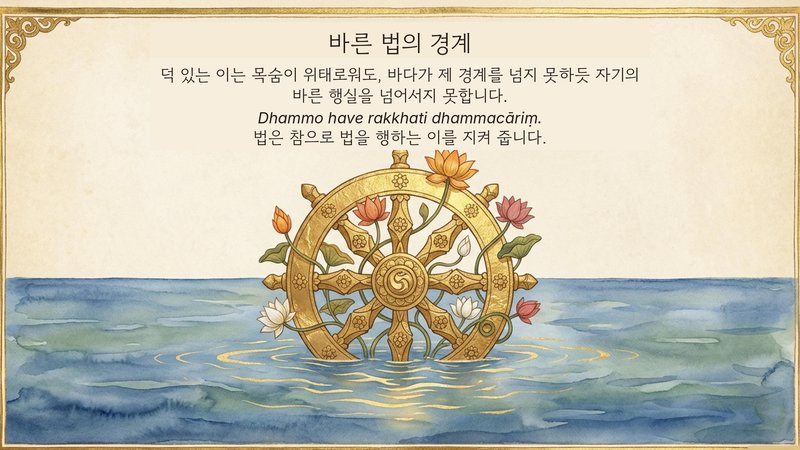 바른 법의 경계
덕 있는 이는 목숨이 위태로워도, 바다가 제 경계를 넘지 못하듯 자기의
바른 행실을 넘어서지 못합니다.
Dhammo have rakkhati dhammacāriṃ.
법은 참으로 법을 행하는 이를 지켜 줍니다.